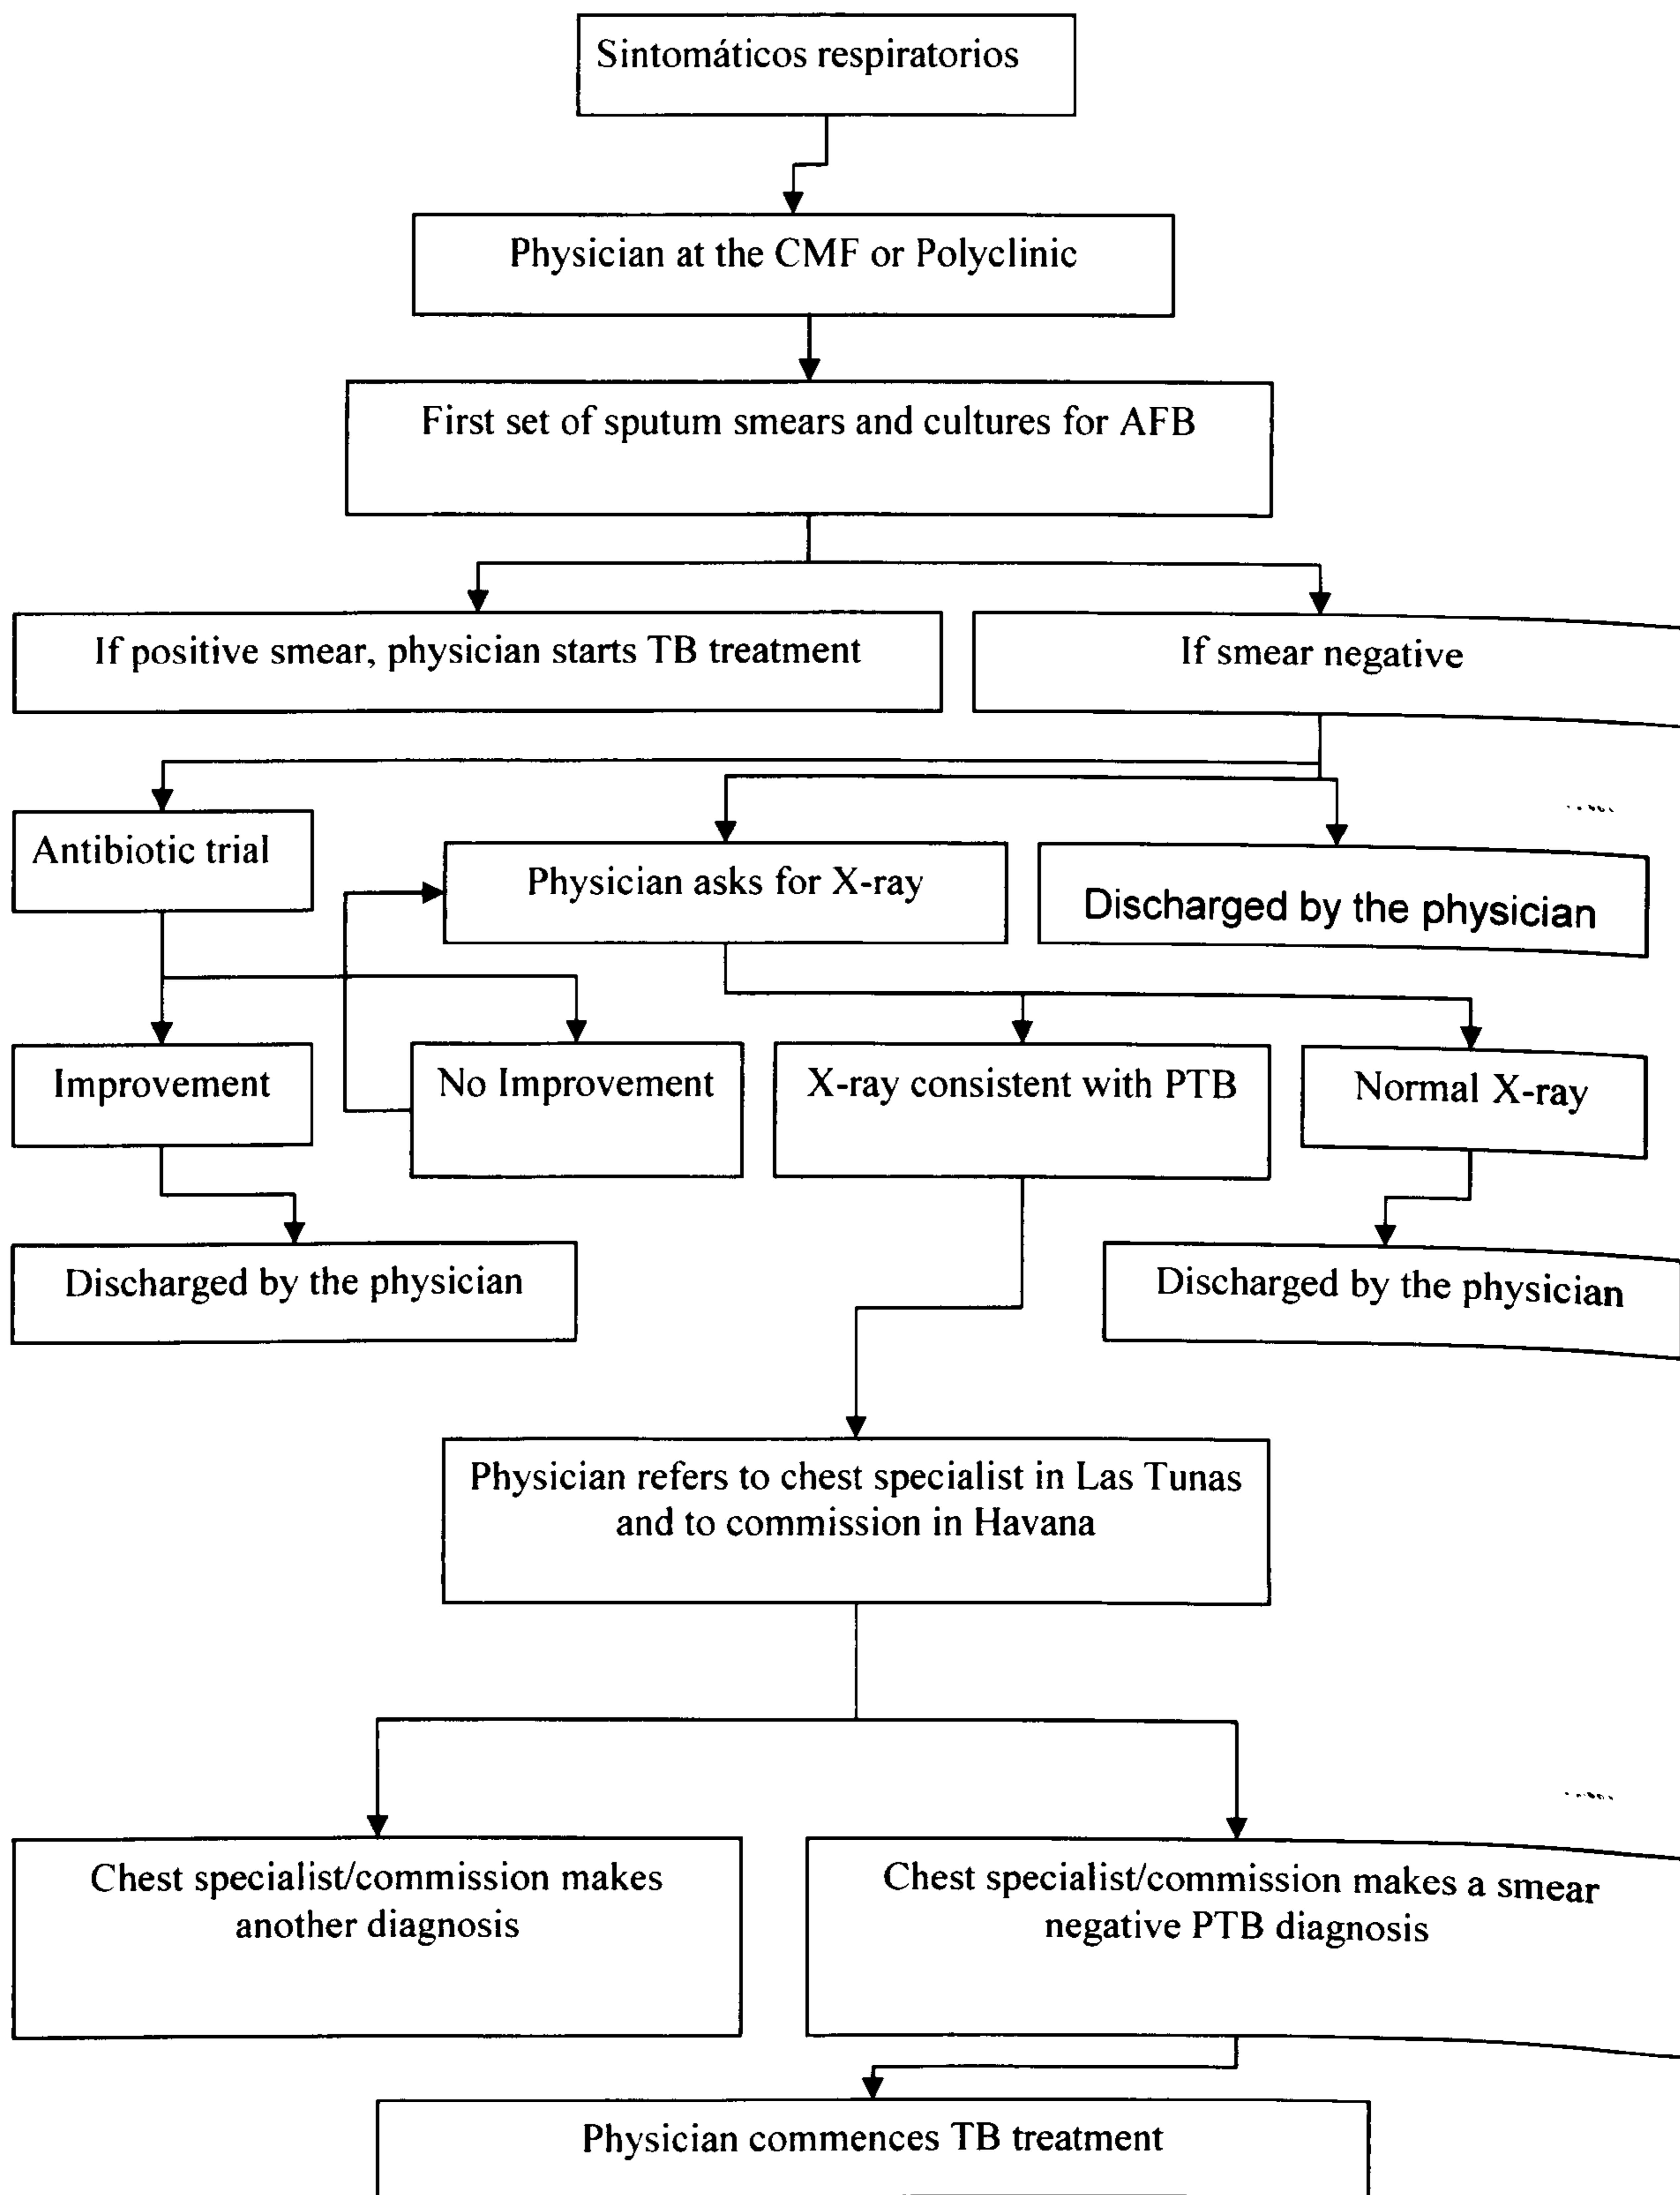 Sintomáticos respiratorios
Physician at the CMF or Polyclinic
First set of sputum smears and cultures for AFB
If positive smear, physician starts TB treatment
If smear negative
Antibiotic trial
Physician asks for X-ray
Discharged by the physician
Improvement
No Improvement
X-ray consistent with PTB
Normal X-ray
Discharged by the physician
Discharged by the physician
Physician refers to chest specialist in Las Tunas
and to commission in Havana
Chest specialist/commission makes
another diagnosis
Chest specialist/commission makes a smear
negative PTB diagnosis
Physician commences TB treatment